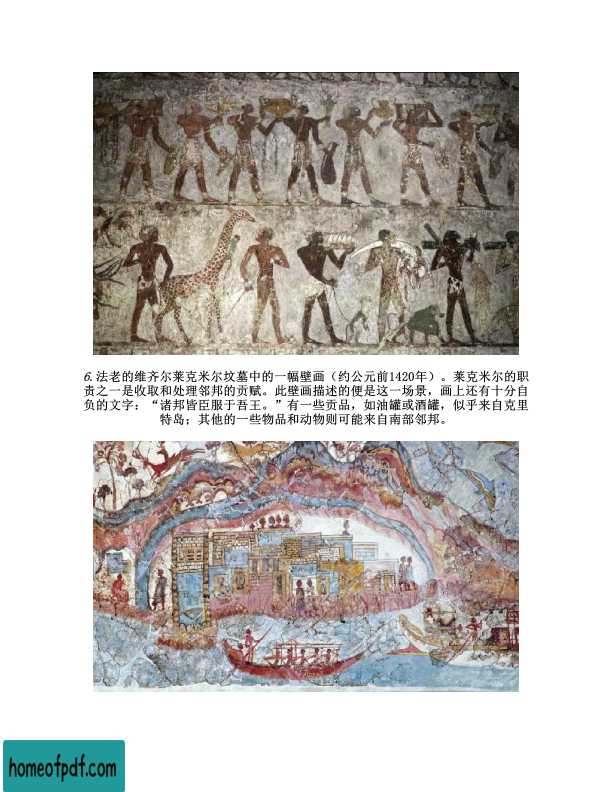 6.法老的维齐尔莱克米尔坟墓中的一幅壁画（约公元前1420年）。莱克米尔的职
责之一是收取和处理邻邦的贡赋。此壁画描述的便是这一场景，画上还有十分自
负的文字：“诸邦皆臣服于吾王。”有一些贡品，如油罐或酒罐，似乎来自克里
特岛；其他的一些物品和动物则可能来自南部邻邦。
homeofpdf.com